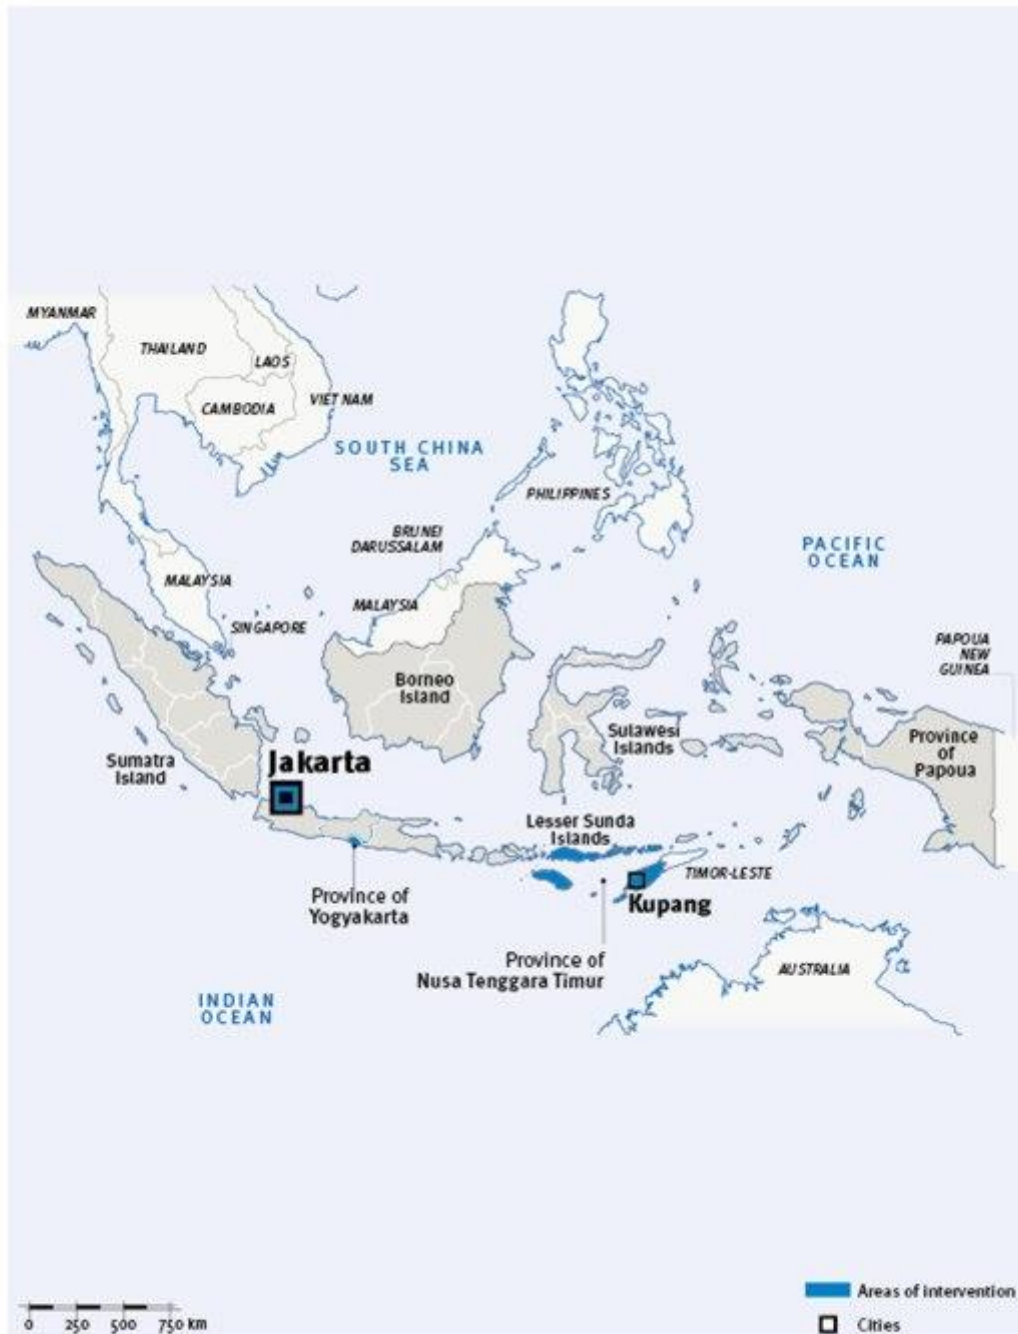 MYANMAR
THAILAND
LAOS
CAMBODIA
VIET NAM
SOUTH CHINA
SEA
PHILIPPINES
BRUNEI
DARUSSALAM
PACIFIC
OCEAN
MALAYSIA
MALAYSIA
SINGAPORE
PAPOUA
NEW
GUINEA
Borneo
Island
Sulawesi
Islands
Province
of
Papoua
Sumatra
Island
Jakarta
Lesser Sunda
Islands
TIMOR-LESTE
Province of
Yogyakarta
Kupang
Province of
Nusa Tenggara Timur
AUSTRALIA
INDIAN
OCEAN
Areas of intervention
0 250 500 750 km
Cities